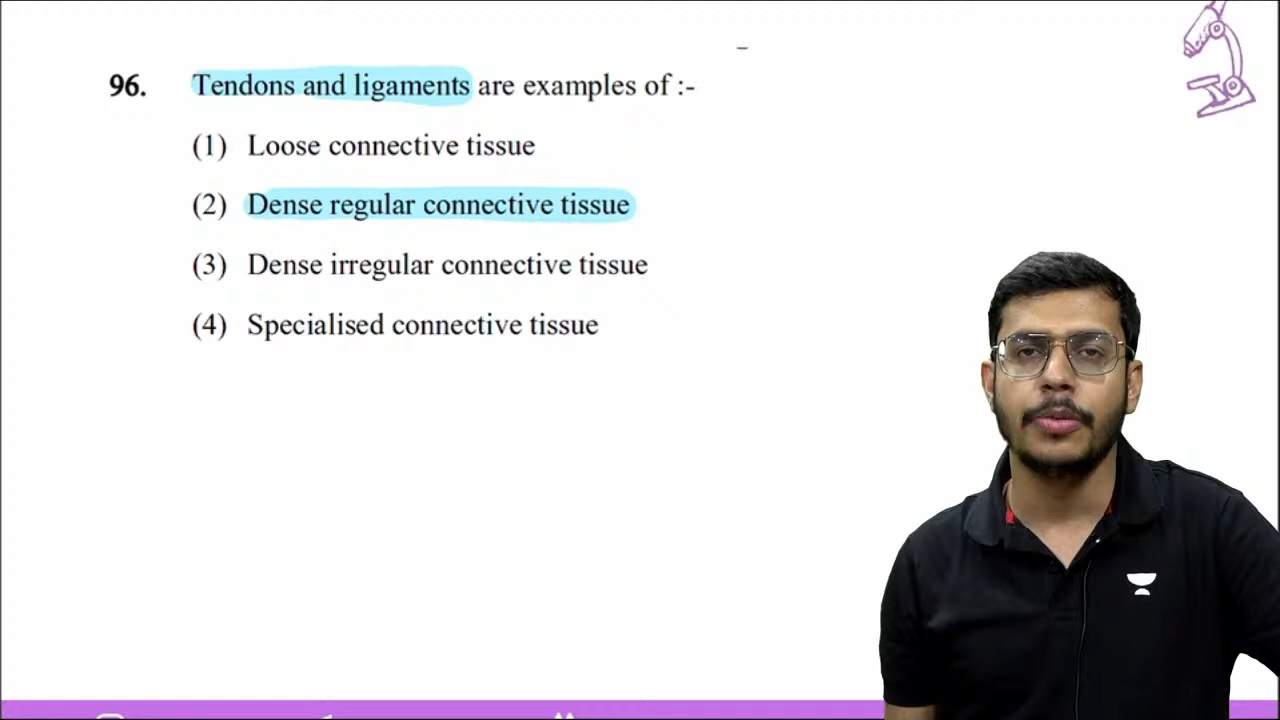 96. Tendons and ligaments are examples of :-
(1) Loose connective tissue
(2) Dense regular connective tissue
(3) Dense irregular connective tissue
(4) Specialised connective tissue